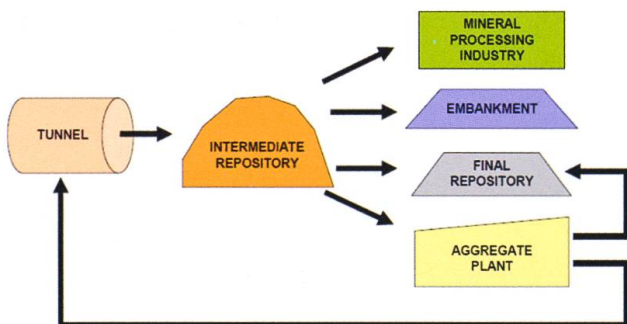 TUNNEL
INTERMEDIATE
REPOSITORY
MINERAL
PROCESSING
INDUSTRY
EMBANKMENT
FINAL
REPOSITORY
AGGREGATE
PLANT